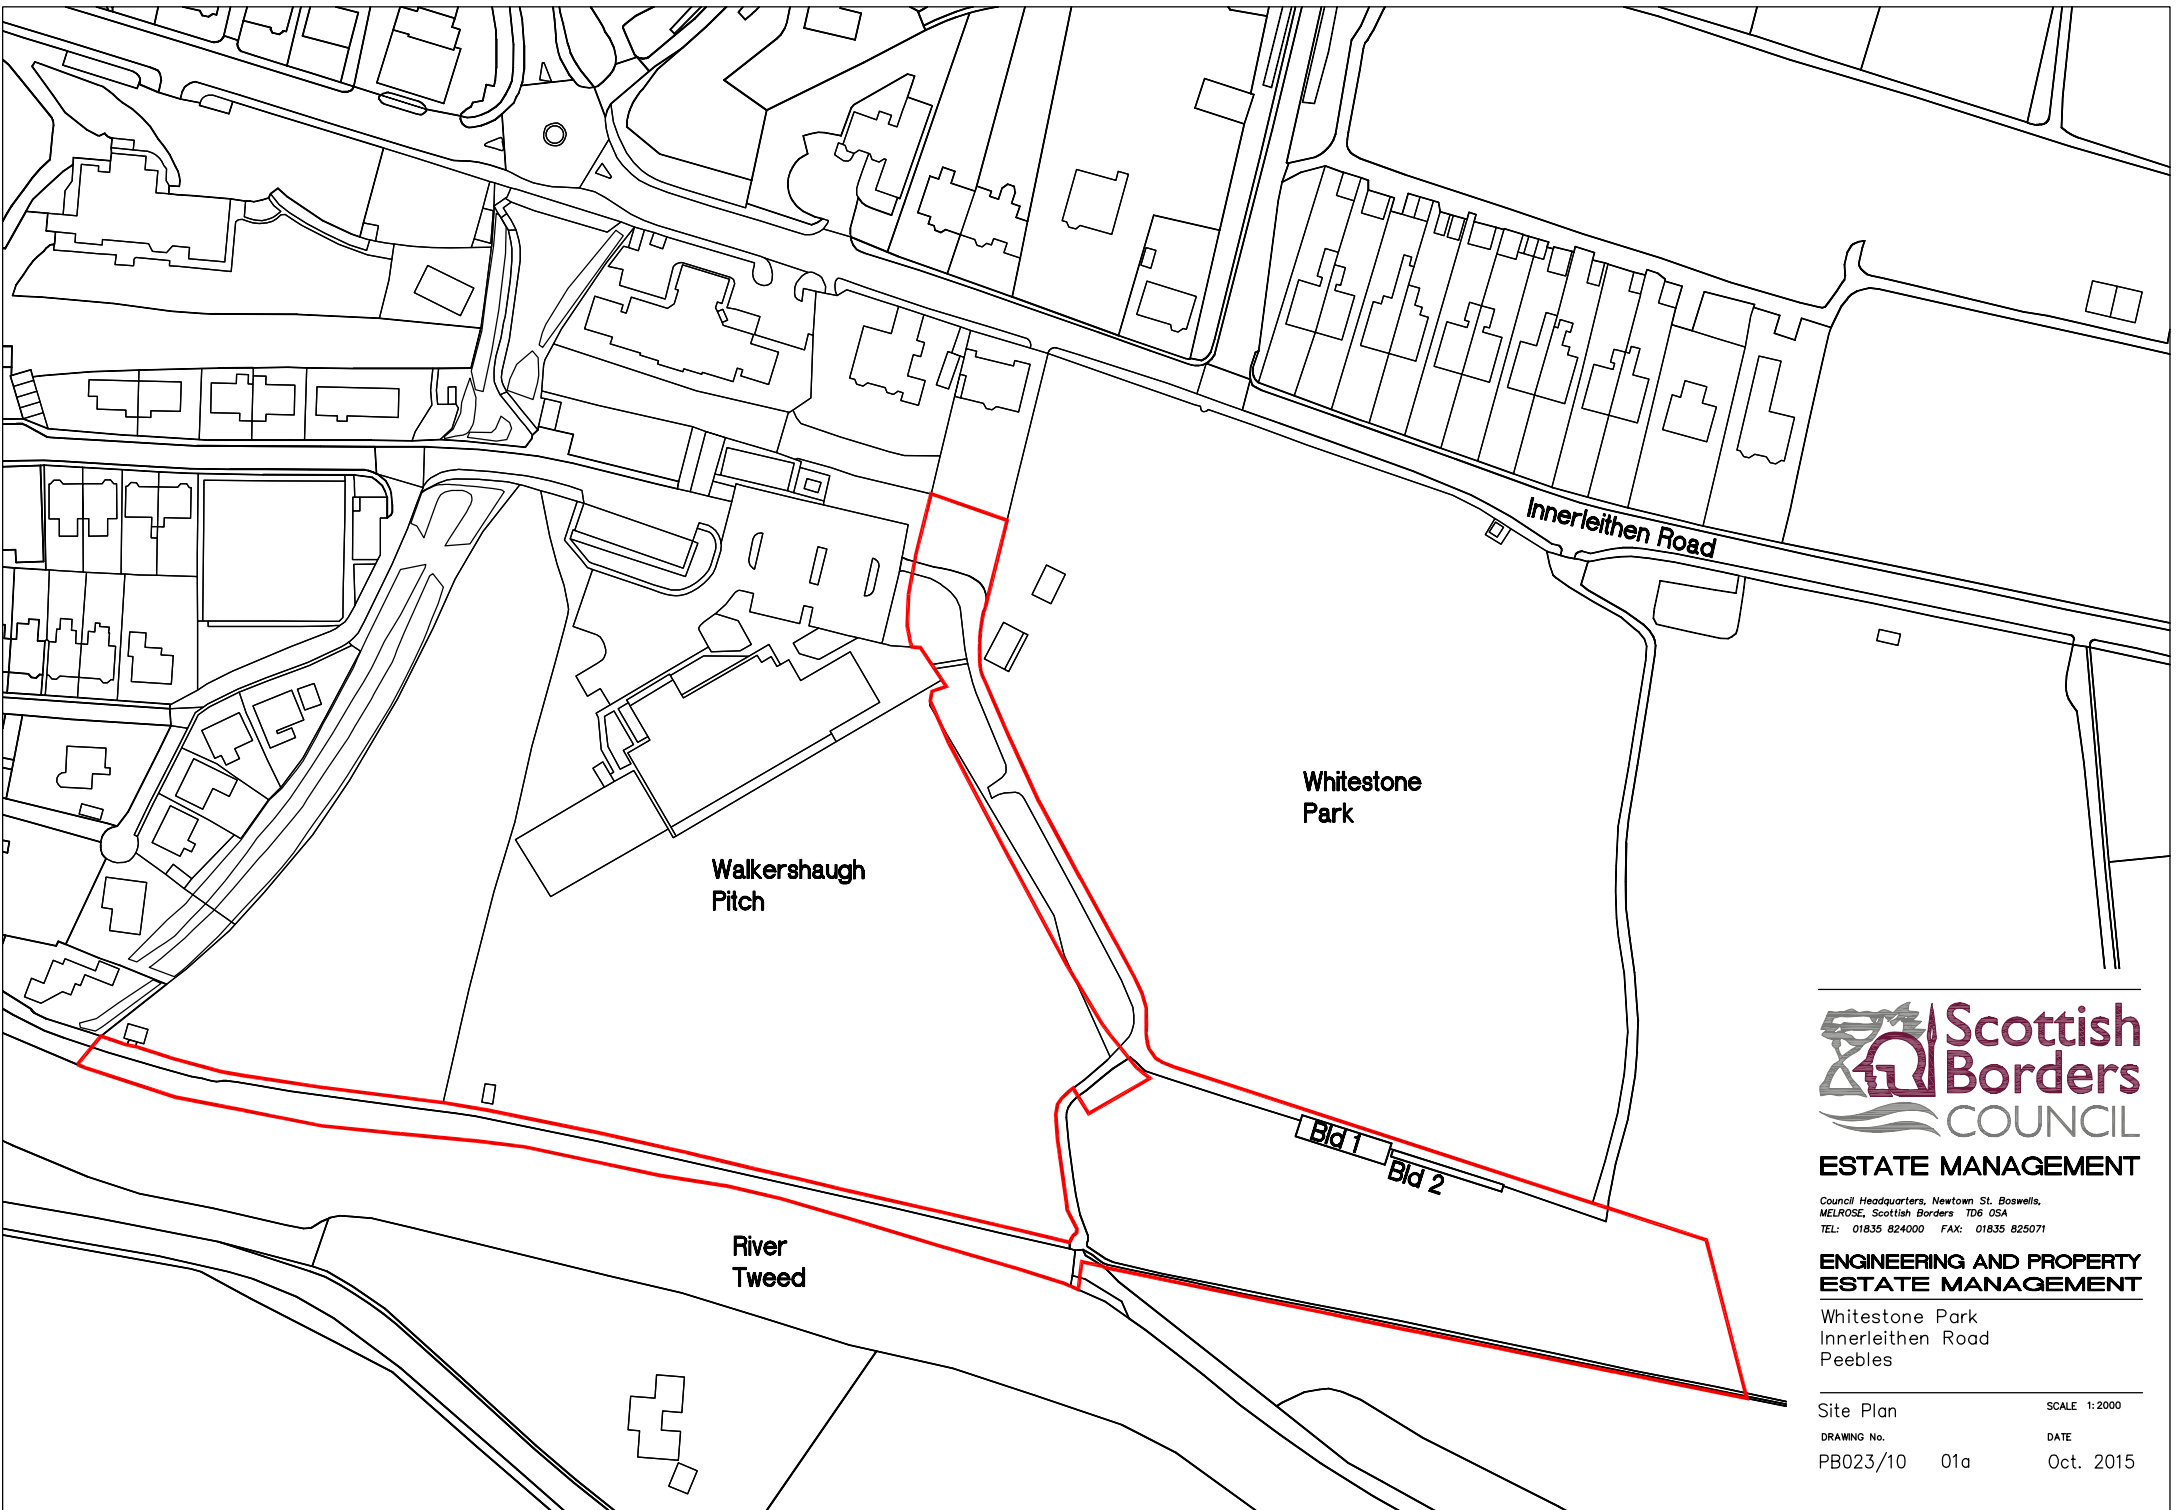 Innerleithen Road
Whitestone
Park
Walkershaugh
Pitch
Bld 1
Bld 2
River
Tweed
Scottish
Borders
COUNCIL
ESTATE MANAGEMENT
Council Headquarters, Newtown St. Boswells,
MELROSE, Scottish Borders TD6 0SA
TEL: 01835 824000 FAX: 01835 825071
ENGINEERING AND PROPERTY
ESTATE MANAGEMENT
Whitestone Park
Innerleithen Road
Peebles
Site Plan SCALE 1:2000
DRAWING No. DATE
PB023/10 01a Oct. 2015